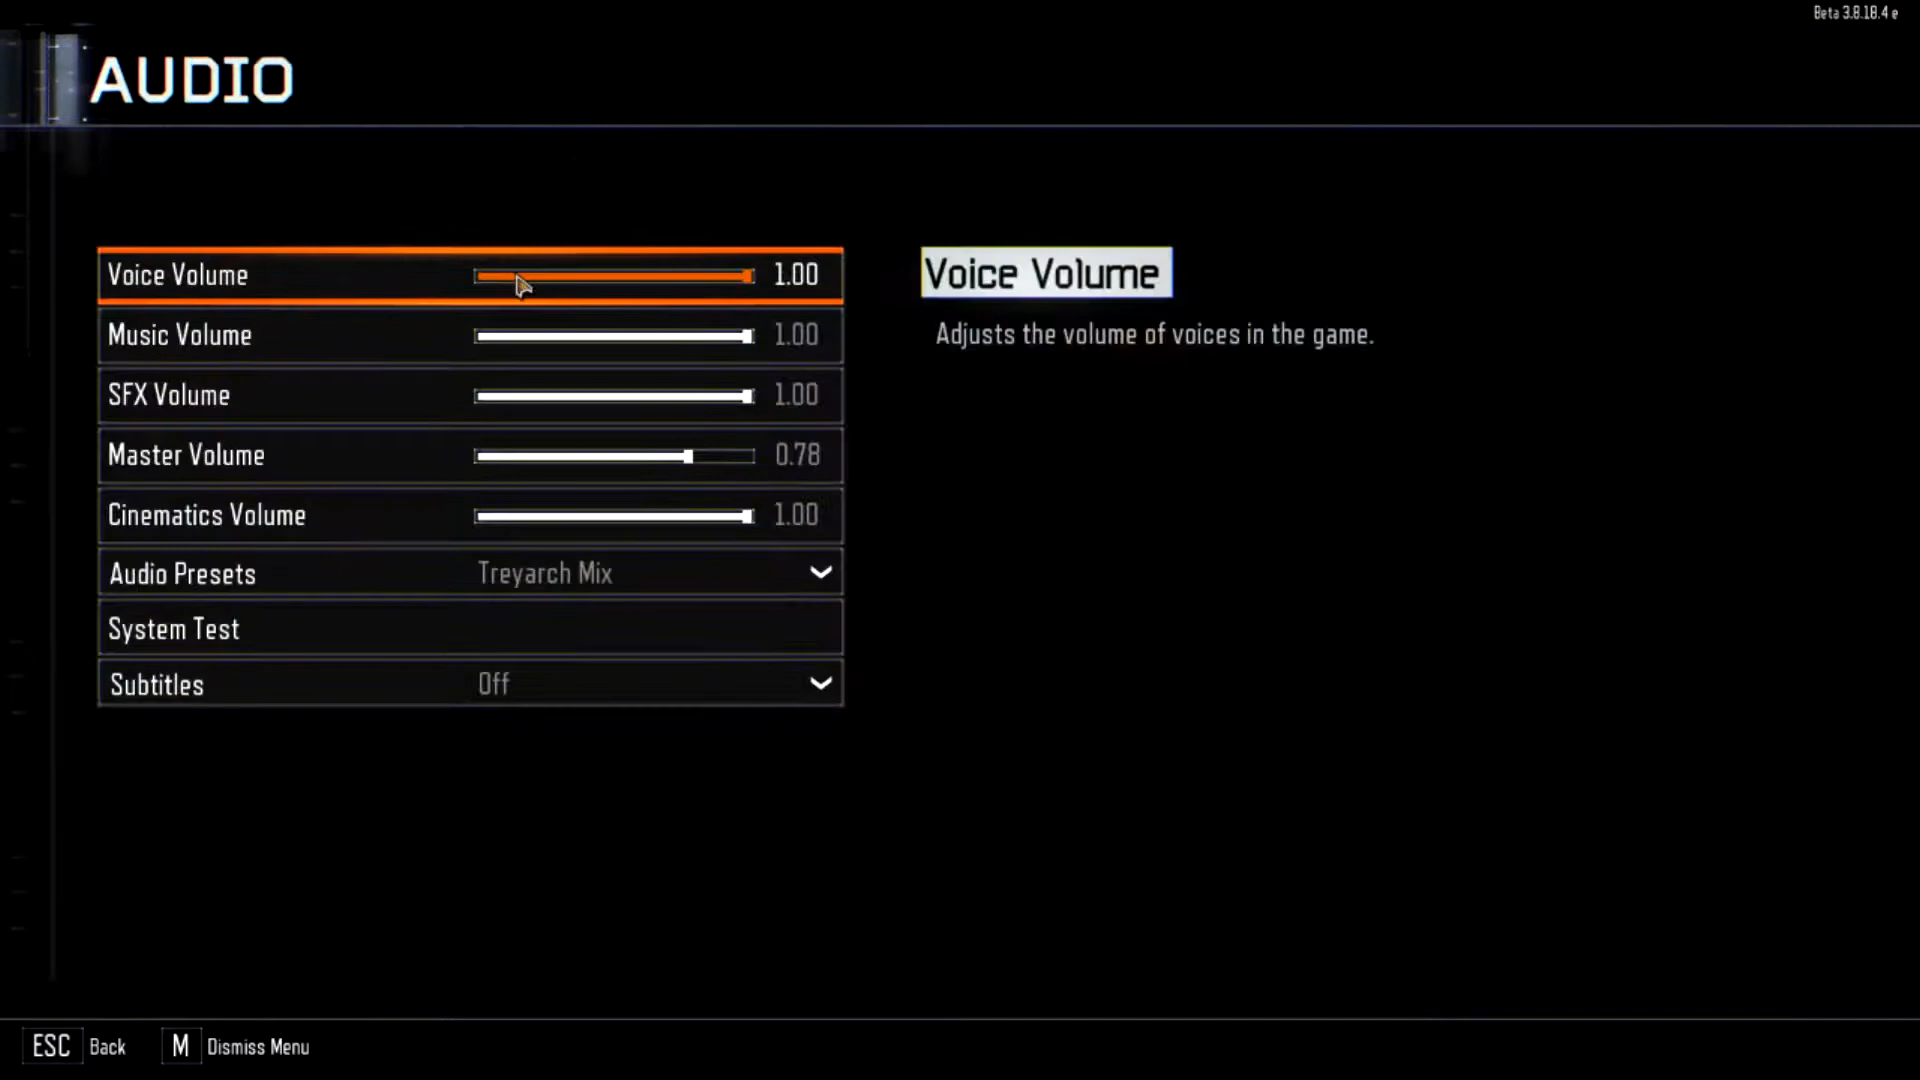 Beta 3.8.18.4 e
AUDIO
Voice Volume 1.00
Music Volume 1.00
SFX Volume 1.00
Master Volume 0.78
Cinematics Volume 1.00
Audio Presets Treyarch Mix
System Test
Subtitles Off
Voice Volume
Adjusts the volume of voices in the game.
ESC Back M Dismiss Menu